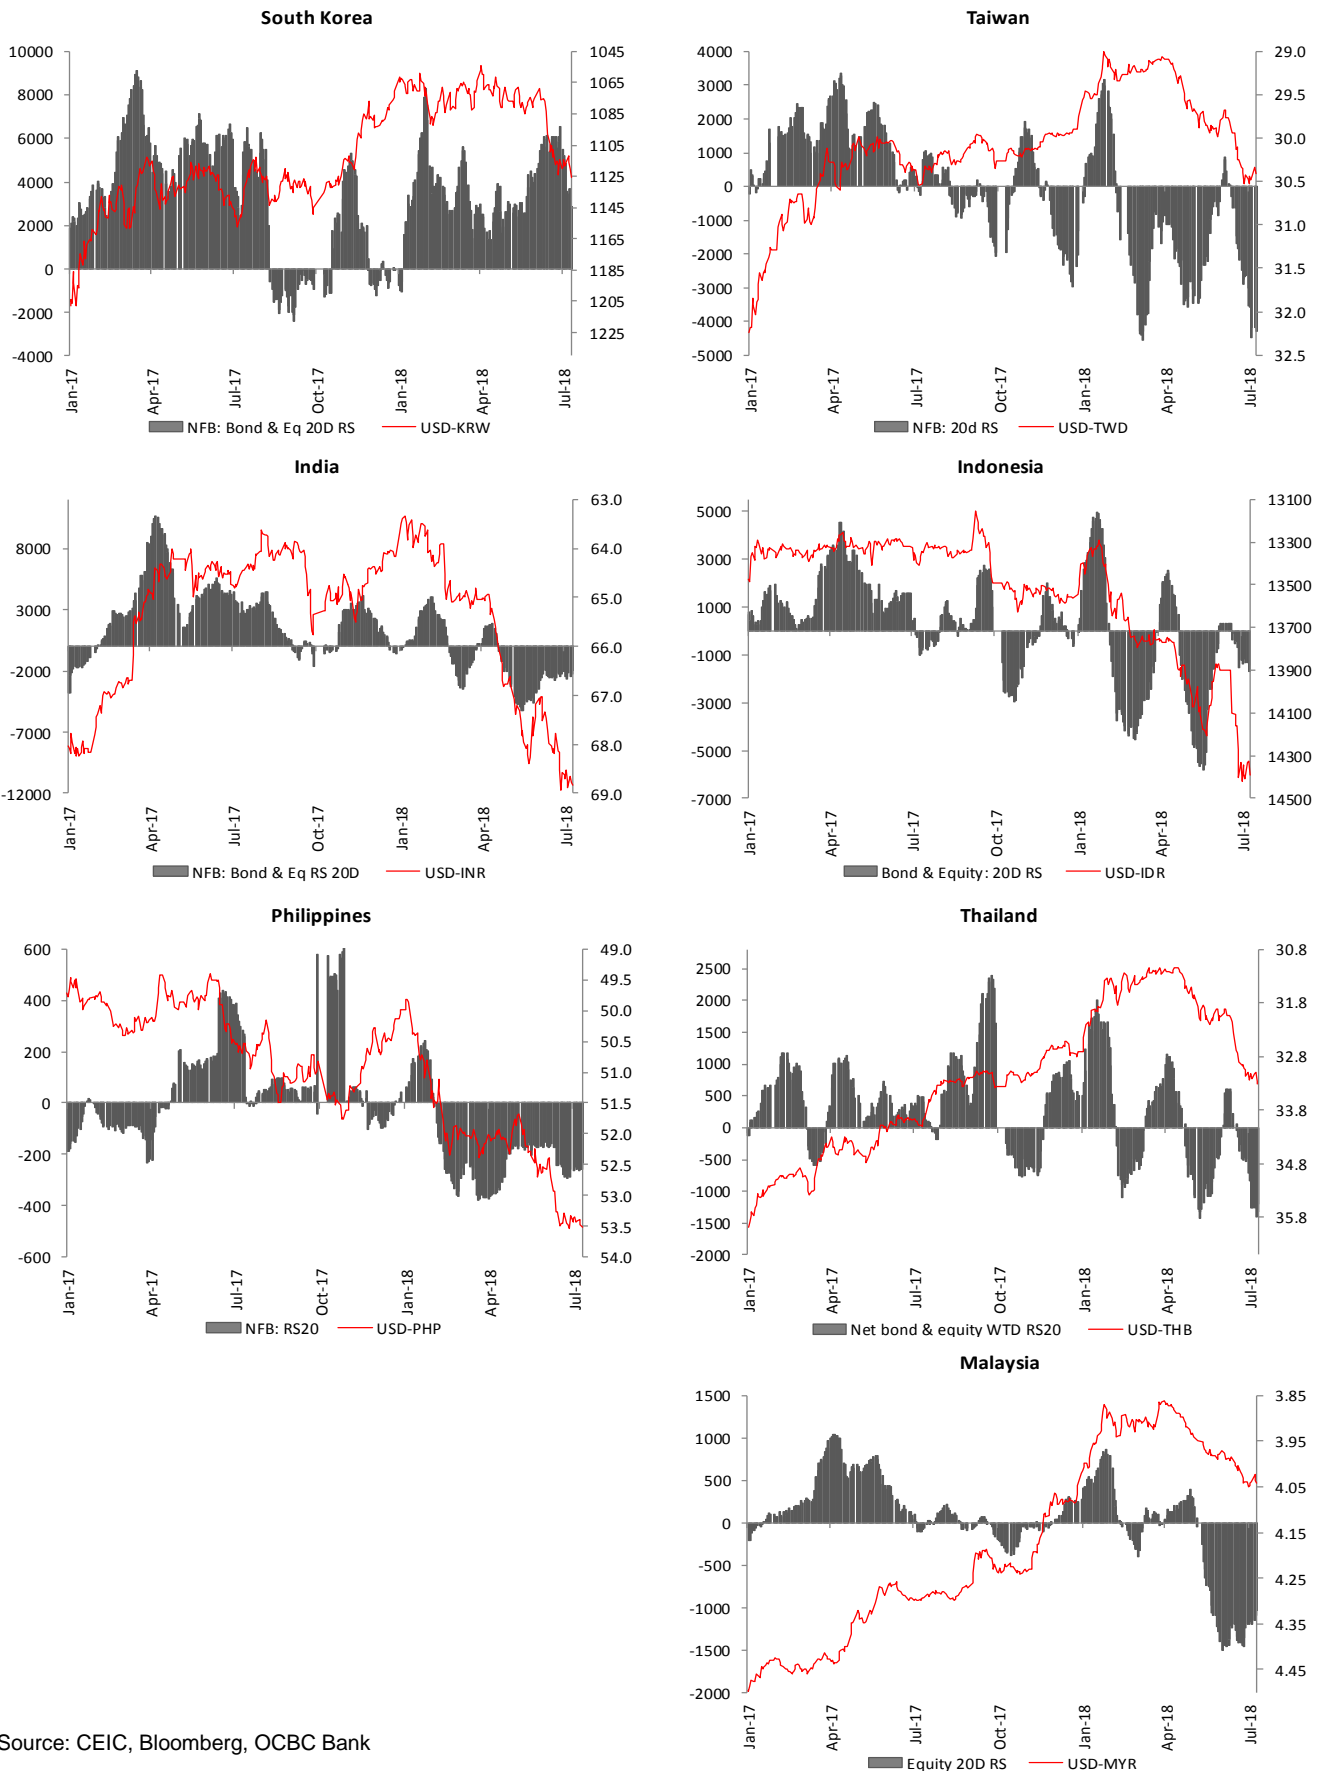 South Korea
10000
8000
6000
4000
2000
0
-2000
-4000
1045
1065
1085
1105
1125
1145
1165
1185
1205
1225
Jan-17
Apr-17
Jul-17
Oct-17
Jan-18
Apr-18
Jul-18
NFB: Bond & Eq 20D RS USD-KRW
Taiwan
4000
3000
2000
1000
0
-1000
-2000
-3000
-4000
-5000
29.0
29.5
30.0
30.5
31.0
31.5
32.0
32.5
Jan-17
Apr-17
Jul-17
Oct-17
Jan-18
Apr-18
Jul-18
NFB: 20d RS USD-TWD
India
8000
3000
-2000
-7000
-12000
63.0
64.0
65.0
66.0
67.0
68.0
69.0
Jan-17
Apr-17
Jul-17
Oct-17
Jan-18
Apr-18
Jul-18
NFB: Bond & Eq RS 20D USD-INR
Indonesia
5000
3000
1000
-1000
-3000
-5000
-7000
13100
13300
13500
13700
13900
14100
14300
14500
Jan-17
Apr-17
Jul-17
Oct-17
Jan-18
Apr-18
Jul-18
Bond & Equity: 20D RS USD-IDR
Philippines
600
400
200
0
-200
-400
-600
49.0
49.5
50.0
50.5
51.0
51.5
52.0
52.5
53.0
53.5
54.0
Jan-17
Apr-17
Jul-17
Oct-17
Jan-18
Apr-18
Jul-18
NFB: RS20 USD-PHP
Thailand
2500
2000
1500
1000
500
0
-500
-1000
-1500
-2000
30.8
31.8
32.8
33.8
34.8
35.8
Jan-17
Apr-17
Jul-17
Oct-17
Jan-18
Apr-18
Jul-18
Net bond & equity WTD RS20 USD-THB
Malaysia
1500
1000
500
0
-500
-1000
-1500
-2000
3.85
3.95
4.05
4.15
4.25
4.35
4.45
Jan-17
Apr-17
Jul-17
Oct-17
Jan-18
Apr-18
Jul-18
Equity 20D RS USD-MYR
Source: CEIC, Bloomberg, OCBC Bank